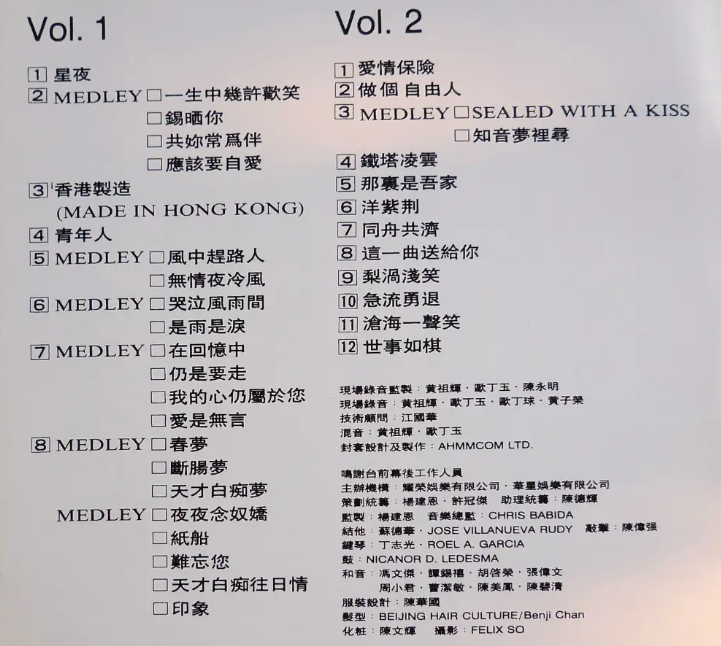 Vol. 1
1 星夜
2 MEDLEY □一生中幾許歡笑
□錫晒你
□共妳常爲伴
□應該要自愛
3 香港製造
(MADE IN HONG KONG)
4 青年人
5 MEDLEY □風中趕路人
□無情夜冷風
6 MEDLEY □哭泣風雨間
□是雨是淚
7 MEDLEY □在回憶中
□仍是要走
□我的心仍屬於您
□愛是無言
8 MEDLEY □春夢
□斷腸夢
□天才白痴夢
MEDLEY □夜夜念奴嬌
□紙船
□難忘您
□天才白痴往日情
□印象
Vol. 2
1 愛情保險
2 做個自由人
3 MEDLEY □SEALED WITH A KISS
□知音夢裡尋
4 鐵塔凌雲
5 那裏是吾家
6 洋紫荆
7 同舟共濟
8 這一曲送給你
9 梨渦淺笑
10 急流勇退
11 滄海一聲笑
12 世事如棋
現場錄音監製：黄祖輝·歐丁玉·陳永明
現場錄音：黄祖輝·歐丁玉·歐丁球·黄子榮
技術顧問：江國華
混音：黄祖輝·歐丁玉
封套設計及製作：AHMMCOM LTD.
鳴謝台前幕後工作人員
主辦機構：耀榮娛樂有限公司·華星娛樂有限公司
策劃統籌：楊建恩·許冠傑 助理統籌：陳德輝
監製：楊建恩 音樂總監：CHRIS BABIDA
結他：蘇德華·JOSE VILLANUEVA RUDY 敲擊：陳偉强
鍵琴：丁志光·ROEL A. GARCIA
鼓：NICANOR D. LEDESMA
和音：馮文傑·譚錫禧·胡啓榮·張偉文
周小君·曹潔敏·陳美鳳·陳碧清
服裝設計：陳華國
髮型：BEIJING HAIR CULTURE/Benji Chan
化粧：陳文輝 攝影：FELIX SO